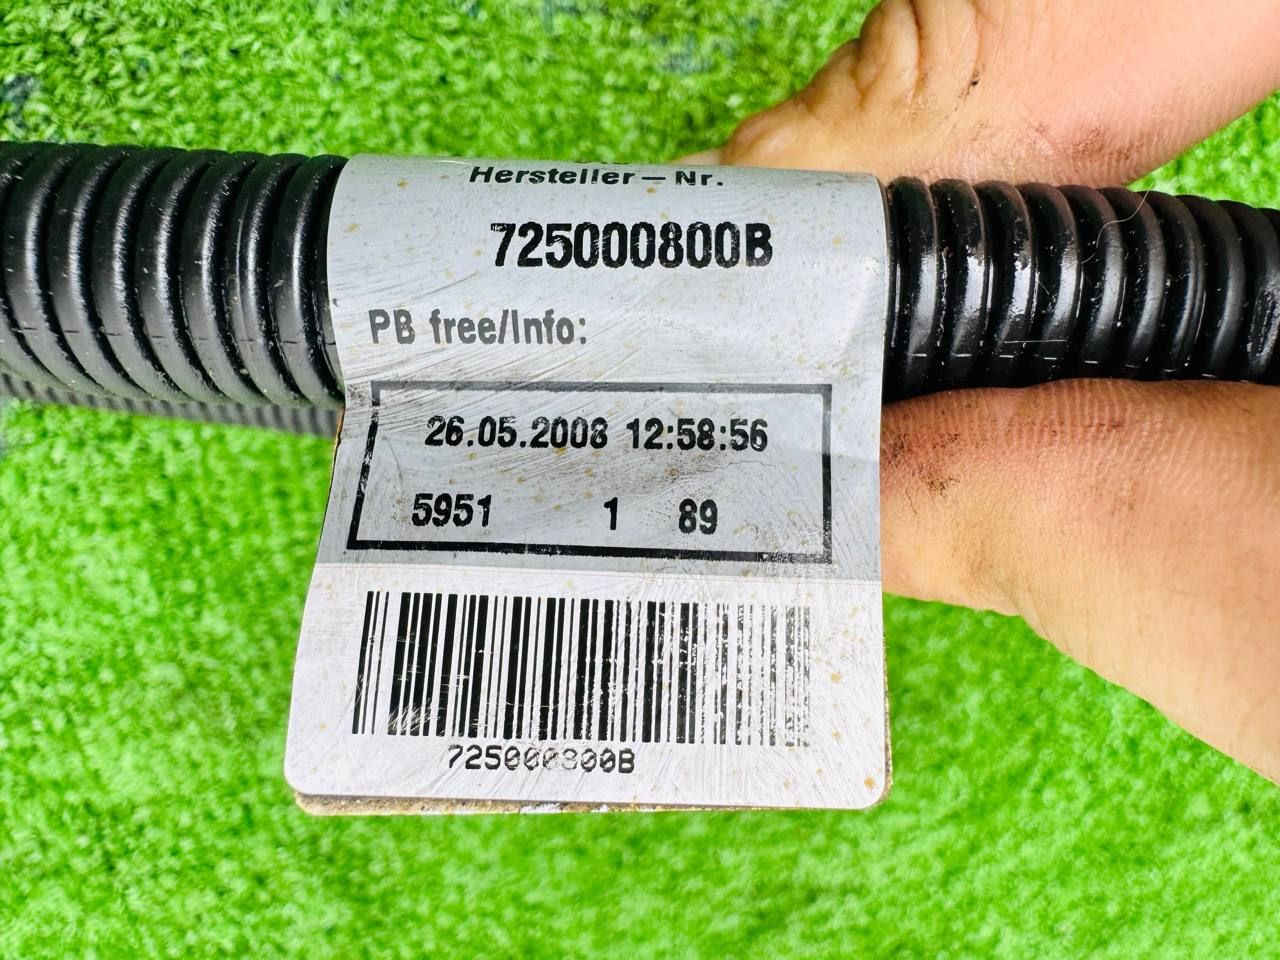 Hersteller-Nr.
725000800B
PB free/Info:
26.05.2008 12:58:56
5951 1 89
725000800B